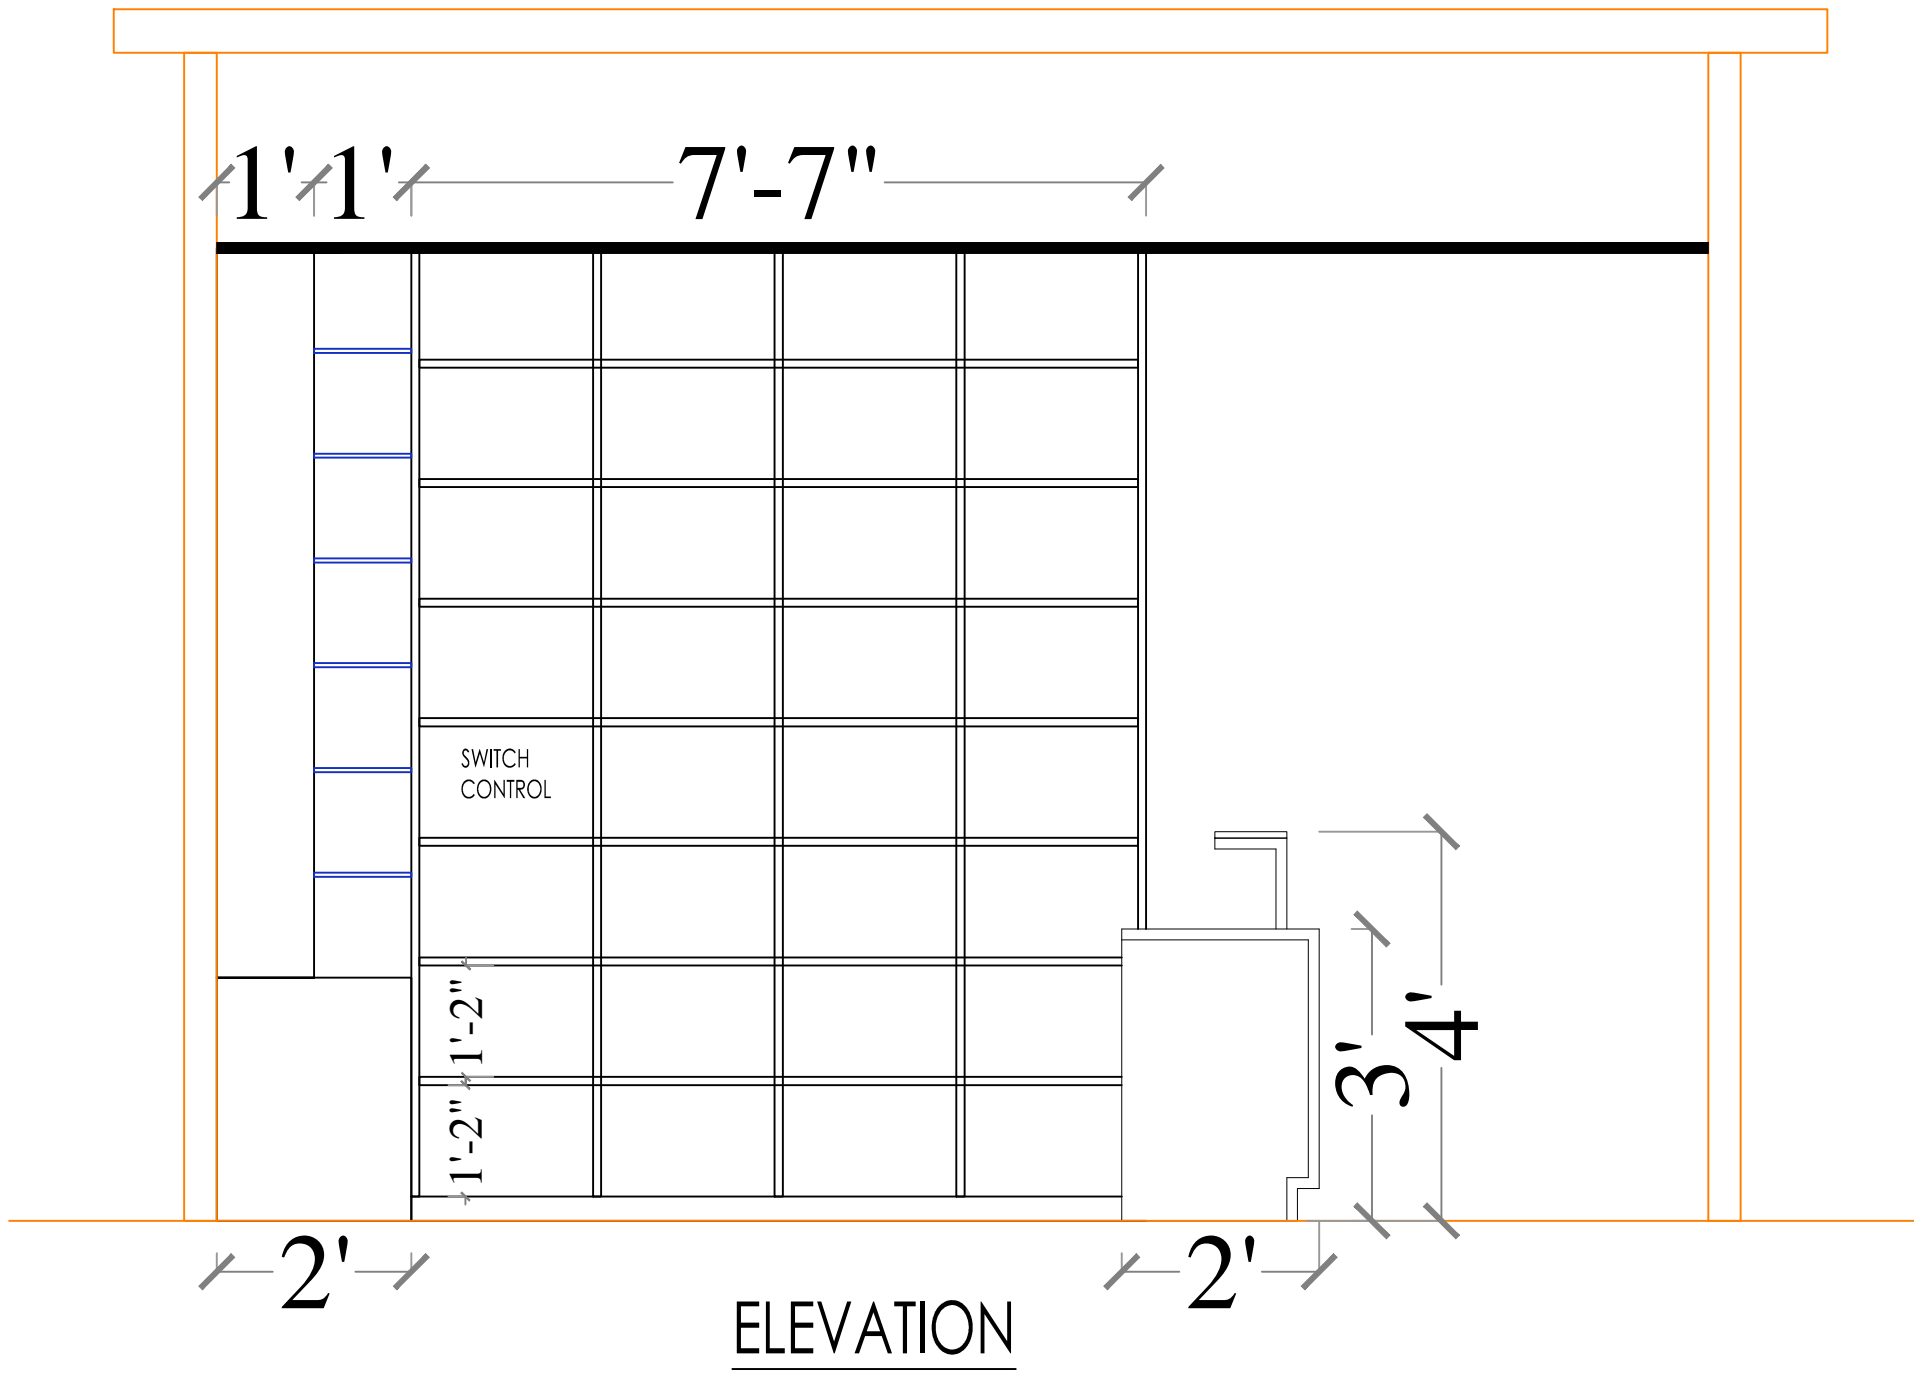 1' 1' 7'-7"
SWITCH
CONTROL
1'-2"
1'-2"
3'
4'
2'
2'
ELEVATION